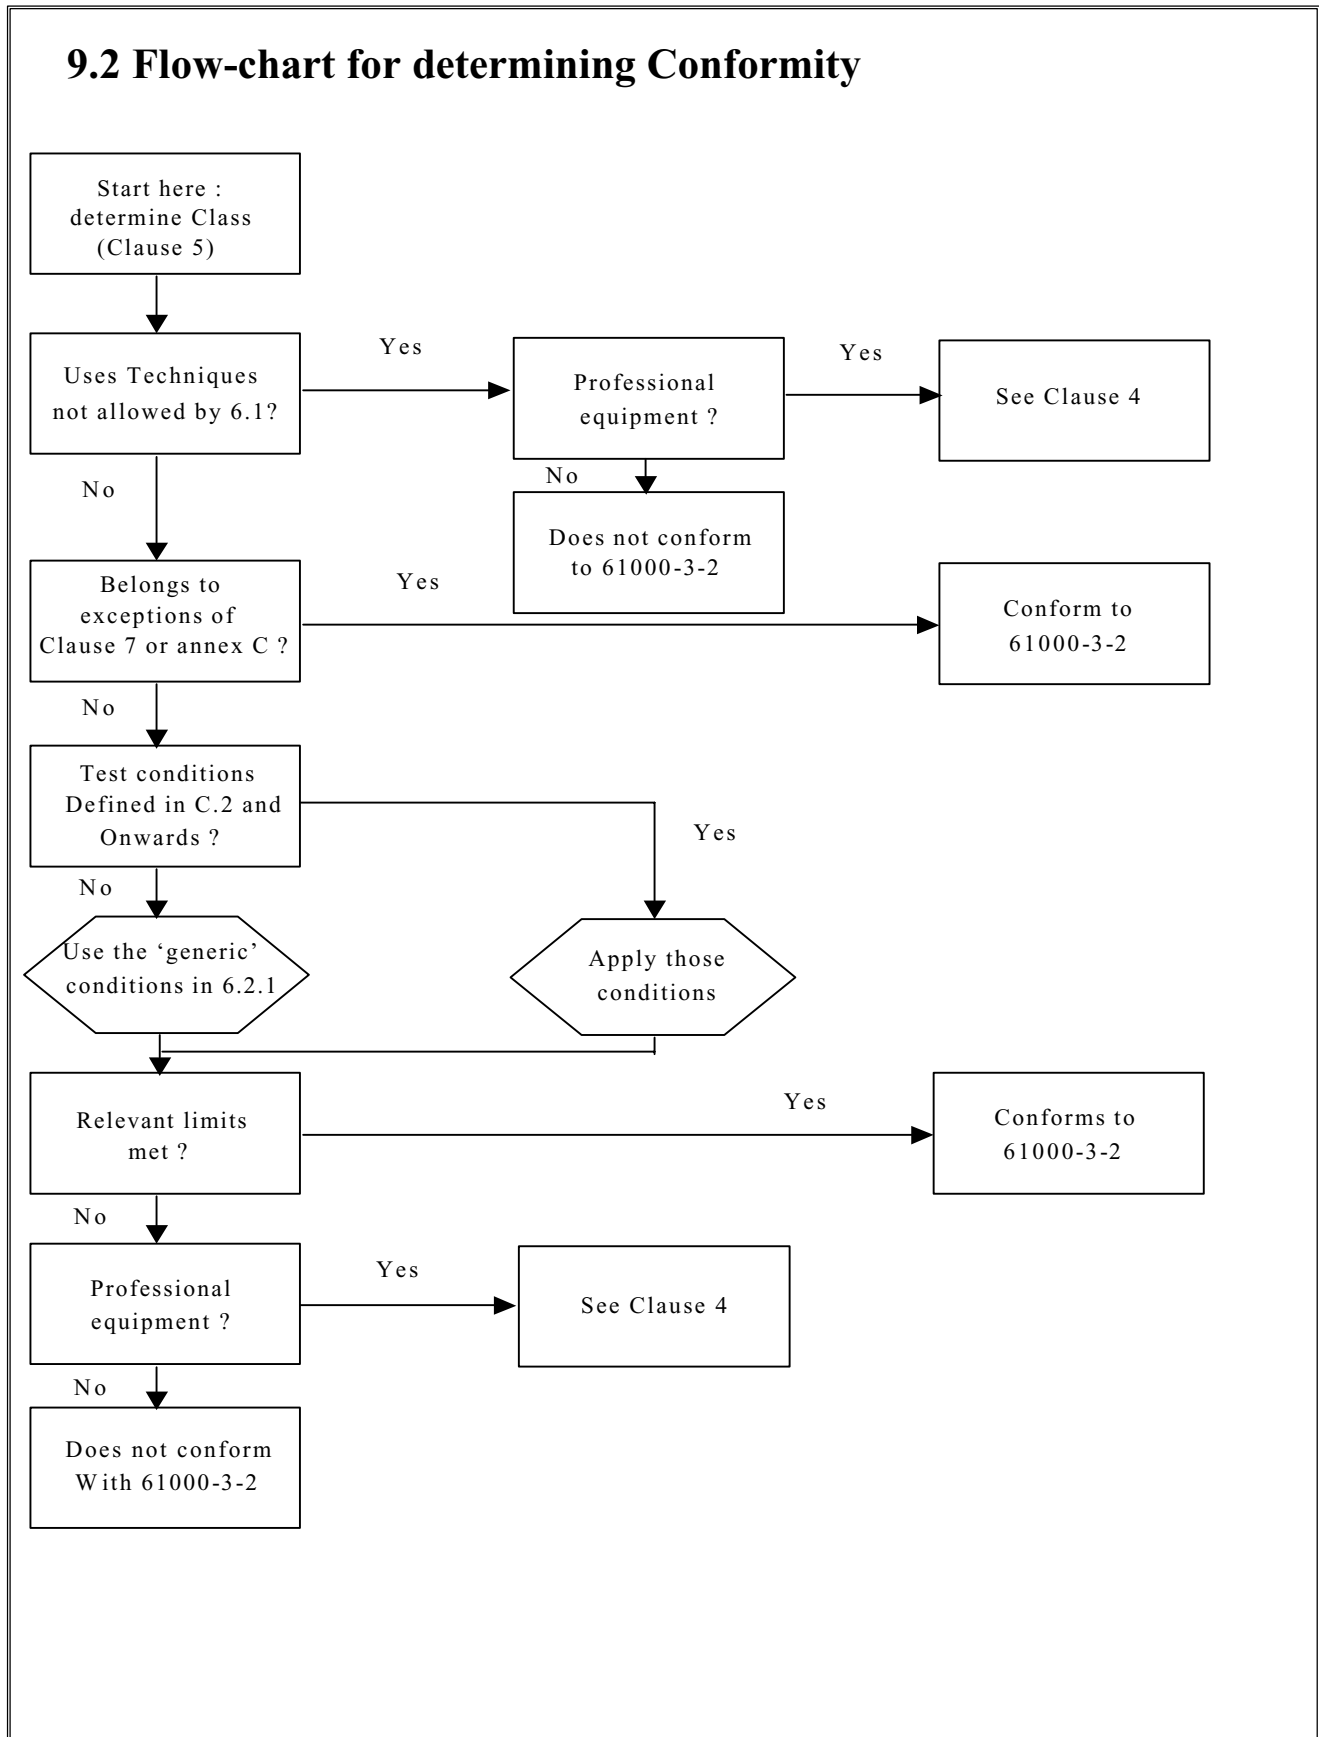 9.2 Flow-chart for determining Conformity
Start here :
determine Class
(Clause 5)
Uses Techniques
not allowed by 6.1?
Yes
Professional
equipment ?
Yes
See Clause 4
No
Does not conform
to 61000-3-2
No
Belongs to
exceptions of
Clause 7 or annex C ?
Yes
Conform to
61000-3-2
No
Test conditions
Defined in C.2 and
Onwards ?
Yes
No
Use the ‘generic’
conditions in 6.2.1
Apply those
conditions
Relevant limits
met ?
Yes
Conforms to
61000-3-2
No
Professional
equipment ?
Yes
See Clause 4
No
Does not conform
With 61000-3-2